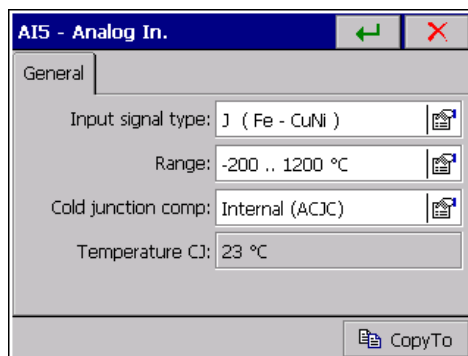 AI5 - Analog In.
General
Input signal type: J ( Fe - CuNi )
Range: -200 .. 1200 °C
Cold junction comp: Internal (ACJC)
Temperature CJ: 23 °C
CopyTo